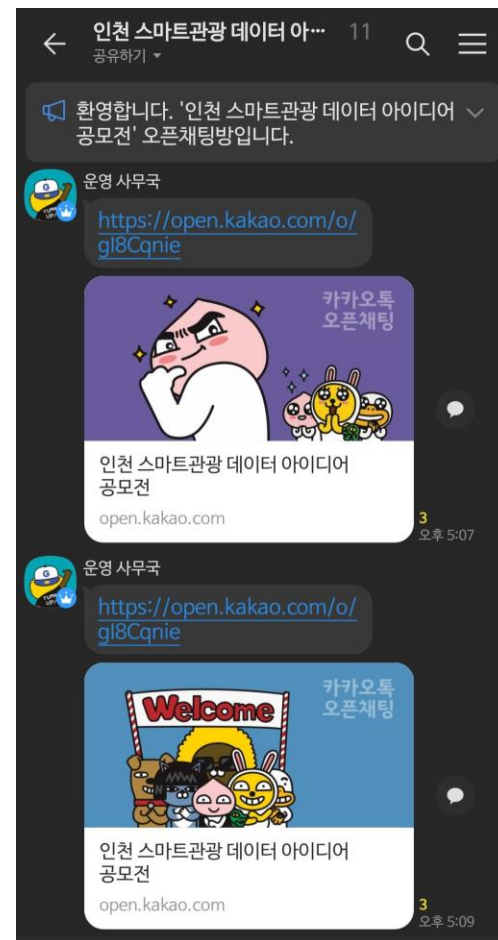 인천 스마트관광 데이터 아··· 11
공유하기
환영합니다. '인천 스마트관광 데이터 아이디어
공모전' 오픈채팅방입니다.
운영 사무국
https://open.kakao.com/o/
gl8Cqnie
카카오톡
오픈채팅
인천 스마트관광 데이터 아이디어
공모전
open.kakao.com
3
오후 5:07
운영 사무국
https://open.kakao.com/o/
gl8Cqnie
카카오톡
오픈채팅
Welcome
인천 스마트관광 데이터 아이디어
공모전
open.kakao.com
3
오후 5:09